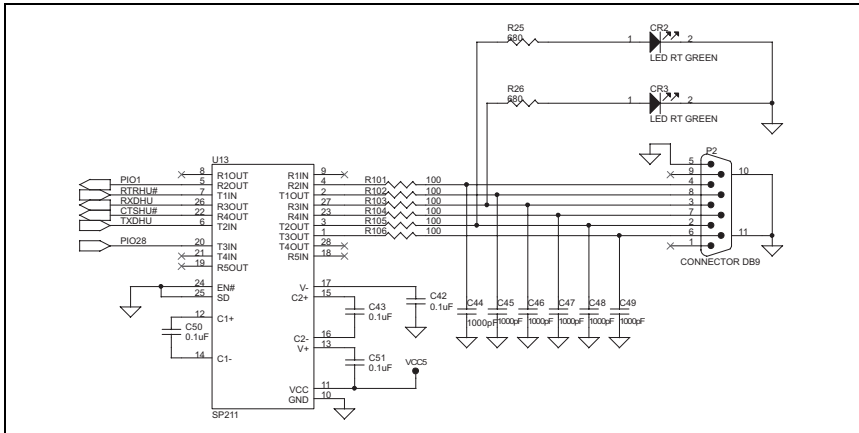 R25
680
1
CR2
2
LED RT GREEN
R26
680
1
CR3
2
LED RT GREEN
U13
P2
8 R1OUT R1IN 9
PIO1 5 R2OUT R2IN 4 R101 100
RTRHU# 7 T1IN T1OUT 2 R102 100
RXDHU 26 R3OUT R3IN 27 R103 100
CTSHU# 22 R4OUT R4IN 23 R104 100
TXDHU 6 T2IN T2OUT 3 R105 100
T3OUT 1 R106 100
PIO28 20 T3IN T4OUT 28
21 T4IN R5IN 18
19 R5OUT
5
9
4
8
3
7
2
6
1
10
11
CONNECTOR DB9
24 EN#
25 SD
V- 17
C2+ 15
C42
0.1uF
C43
0.1uF
12 C1+
C50
0.1uF
14 C1-
C2- 16
V+ 13
C51
0.1uF
VCC5
VCC 11
GND 10
SP211
C44
1000pF
C45
1000pF
C46
1000pF
C47
1000pF
C48
1000pF
C49
1000pF